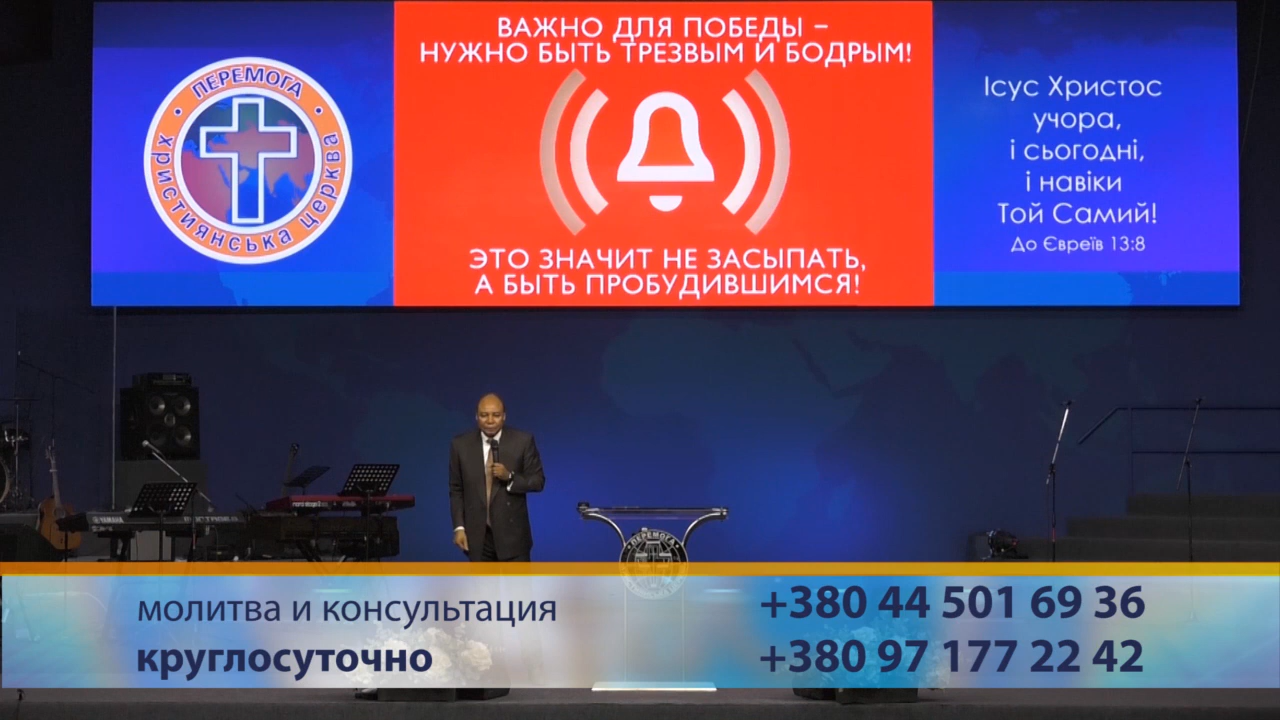 ПЕРЕМОГА
християнська церква
ВАЖНО ДЛЯ ПОБЕДЫ –
НУЖНО БЫТЬ ТРЕЗВЫМ И БОДРЫМ!
ЭТО ЗНАЧИТ НЕ ЗАСЫПАТЬ,
А БЫТЬ ПРОБУДИВШИМСЯ!
Ісус Христос
учора,
і сьогодні,
і навіки
Той Самий!
До Євреїв 13:8
YAMAHA
ПЕРЕМОГА
молитва и консультация
круглосуточно
+380 44 501 69 36
+380 97 177 22 42